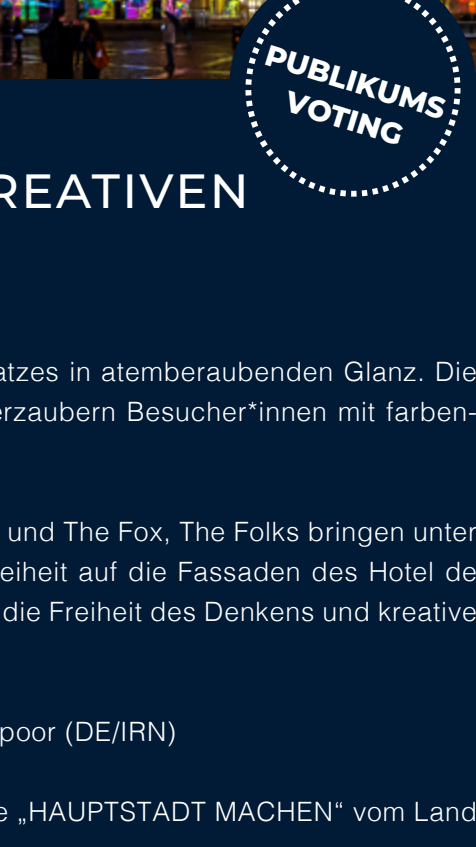 PUBLIKUMS
VOTING
REATIVEN
atzes in atemberaubenden Glanz. Die
erzaubern Besucher*innen mit farben-
und The Fox, The Folks bringen unter
eiheit auf die Fassaden des Hotel de
die Freiheit des Denkens und kreative
poor (DE/IRN)
e „HAUPTSTADT MACHEN“ vom Land